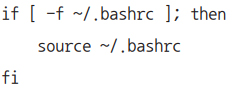 if [ -f ~/.bashrc ]; then
    source ~/.bashrc
fi